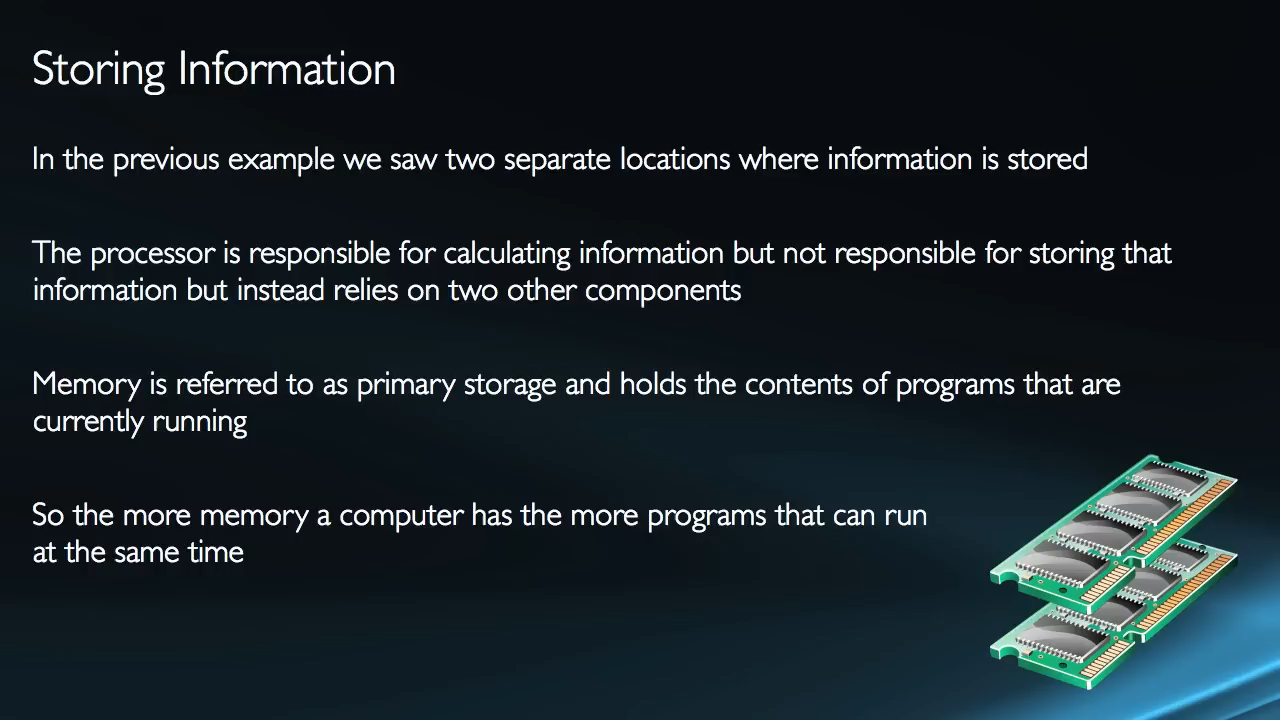 Storing Information
In the previous example we saw two separate locations where information is stored
The processor is responsible for calculating information but not responsible for storing that
information but instead relies on two other components
Memory is referred to as primary storage and holds the contents of programs that are
currently running
So the more memory a computer has the more programs that can run
at the same time